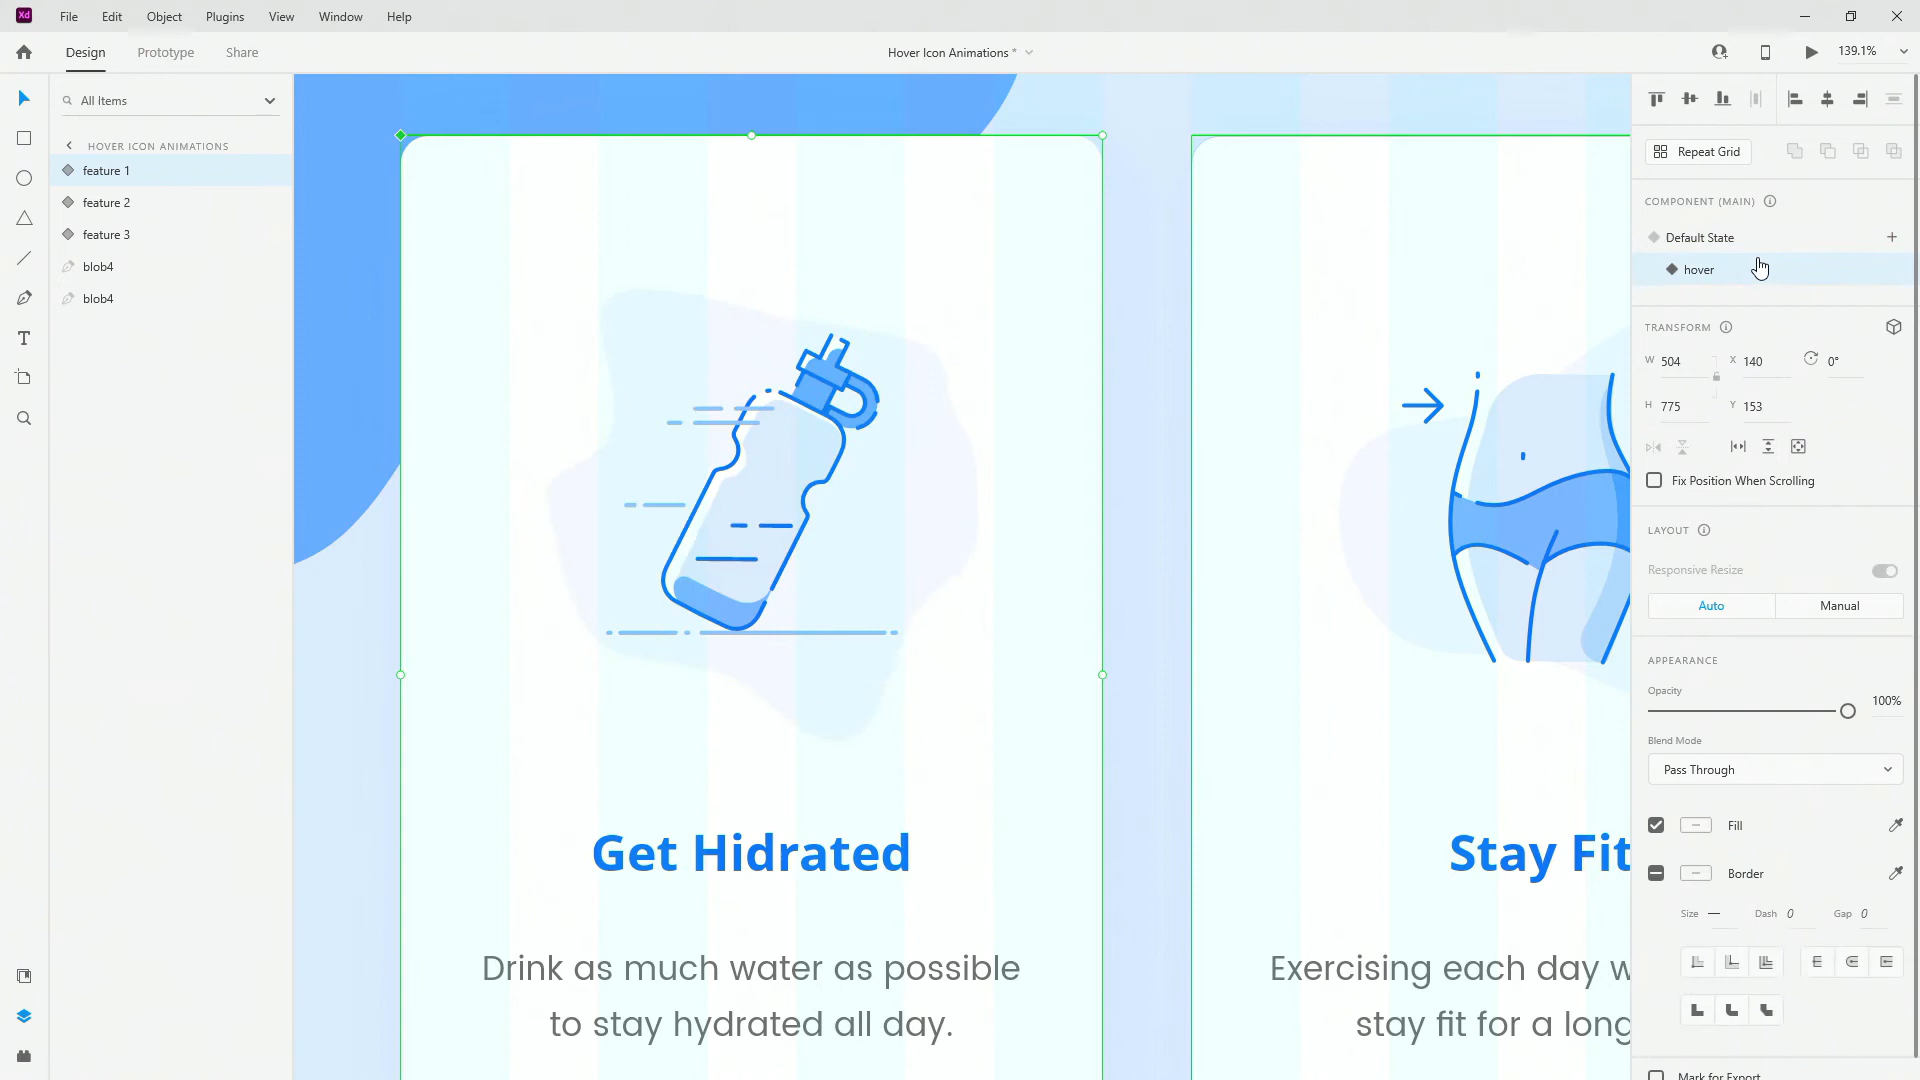 Xd File Edit Object Plugins View Window Help
Design Prototype Share Hover Icon Animations * 139.1%
All Items
HOVER ICON ANIMATIONS
feature 1
feature 2
feature 3
blob4
blob4
Get Hidrated
Drink as much water as possible
to stay hydrated all day.
Stay Fit
Exercising each day w
stay fit for a long
Repeat Grid
COMPONENT (MAIN)
Default State +
hover
TRANSFORM
W 504 X 140 0°
H 775 Y 153
Fix Position When Scrolling
LAYOUT
Responsive Resize
Auto Manual
APPEARANCE
Opacity
100%
Blend Mode
Pass Through
Fill
Border
Size — Dash 0 Gap 0
Mark for Export